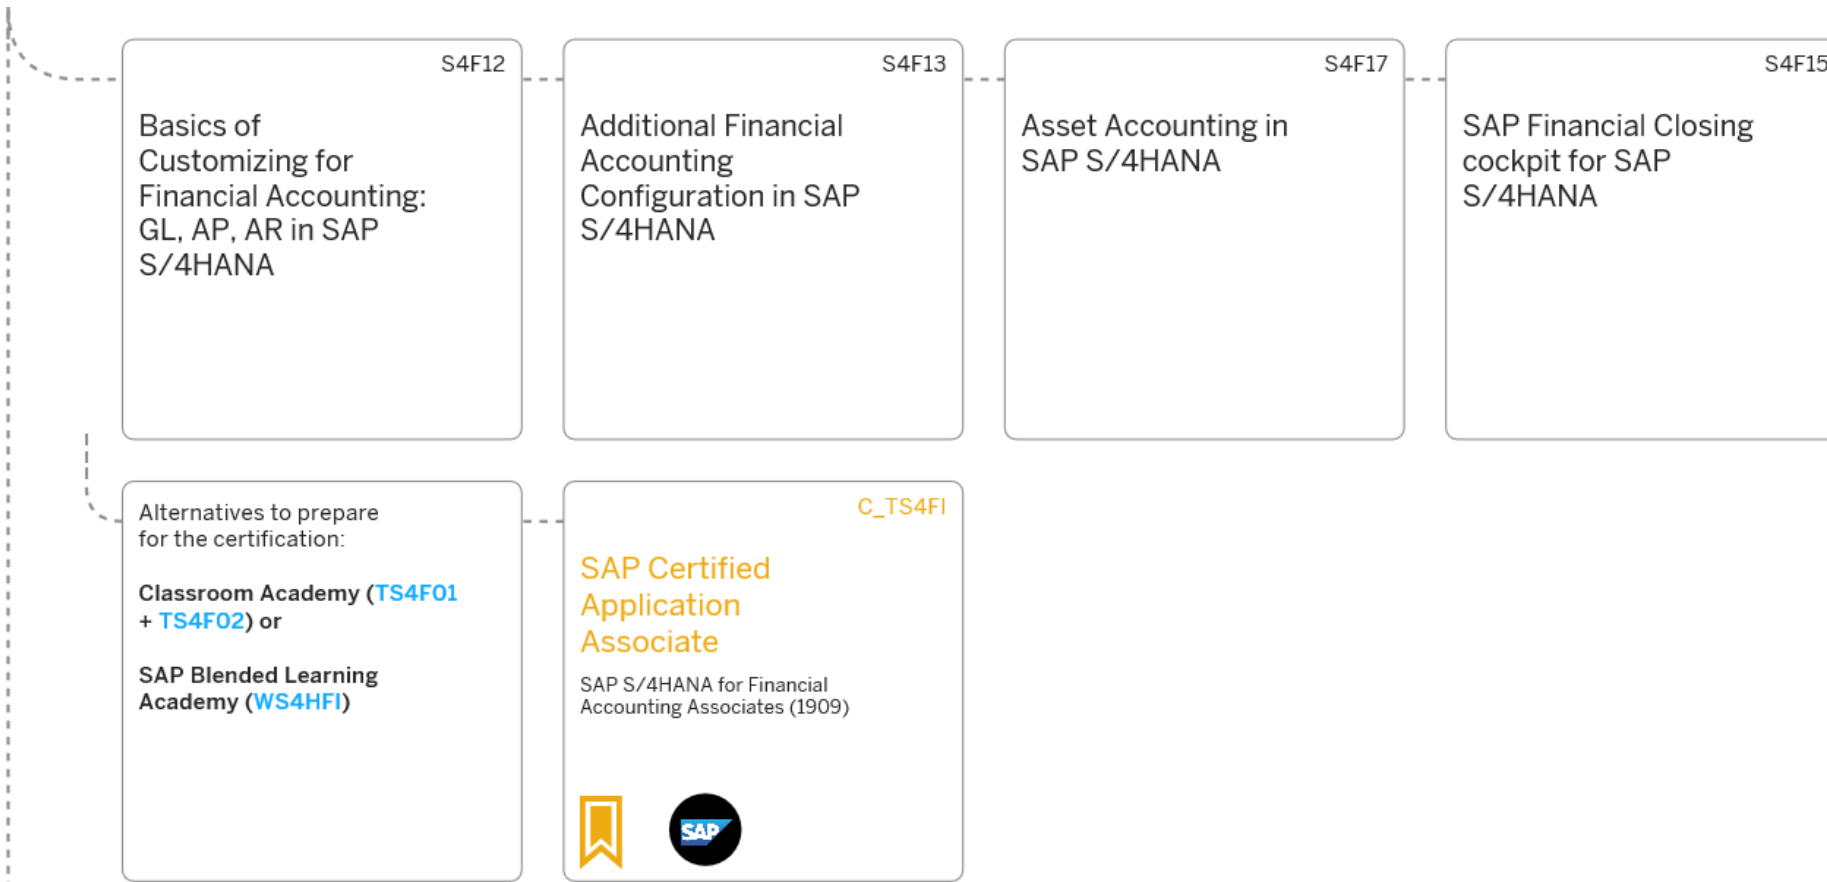 S4F12
Basics of
Customizing for
Financial Accounting:
GL, AP, AR in SAP
S/4HANA
S4F13
Additional Financial
Accounting
Configuration in SAP
S/4HANA
S4F17
Asset Accounting in
SAP S/4HANA
S4F15
SAP Financial Closing
cockpit for SAP
S/4HANA
Alternatives to prepare
for the certification:
Classroom Academy (TS4F01
+ TS4F02) or
SAP Blended Learning
Academy (WS4HFI)
C_TS4FI
SAP Certified
Application
Associate
SAP S/4HANA for Financial
Accounting Associates (1909)
SAP